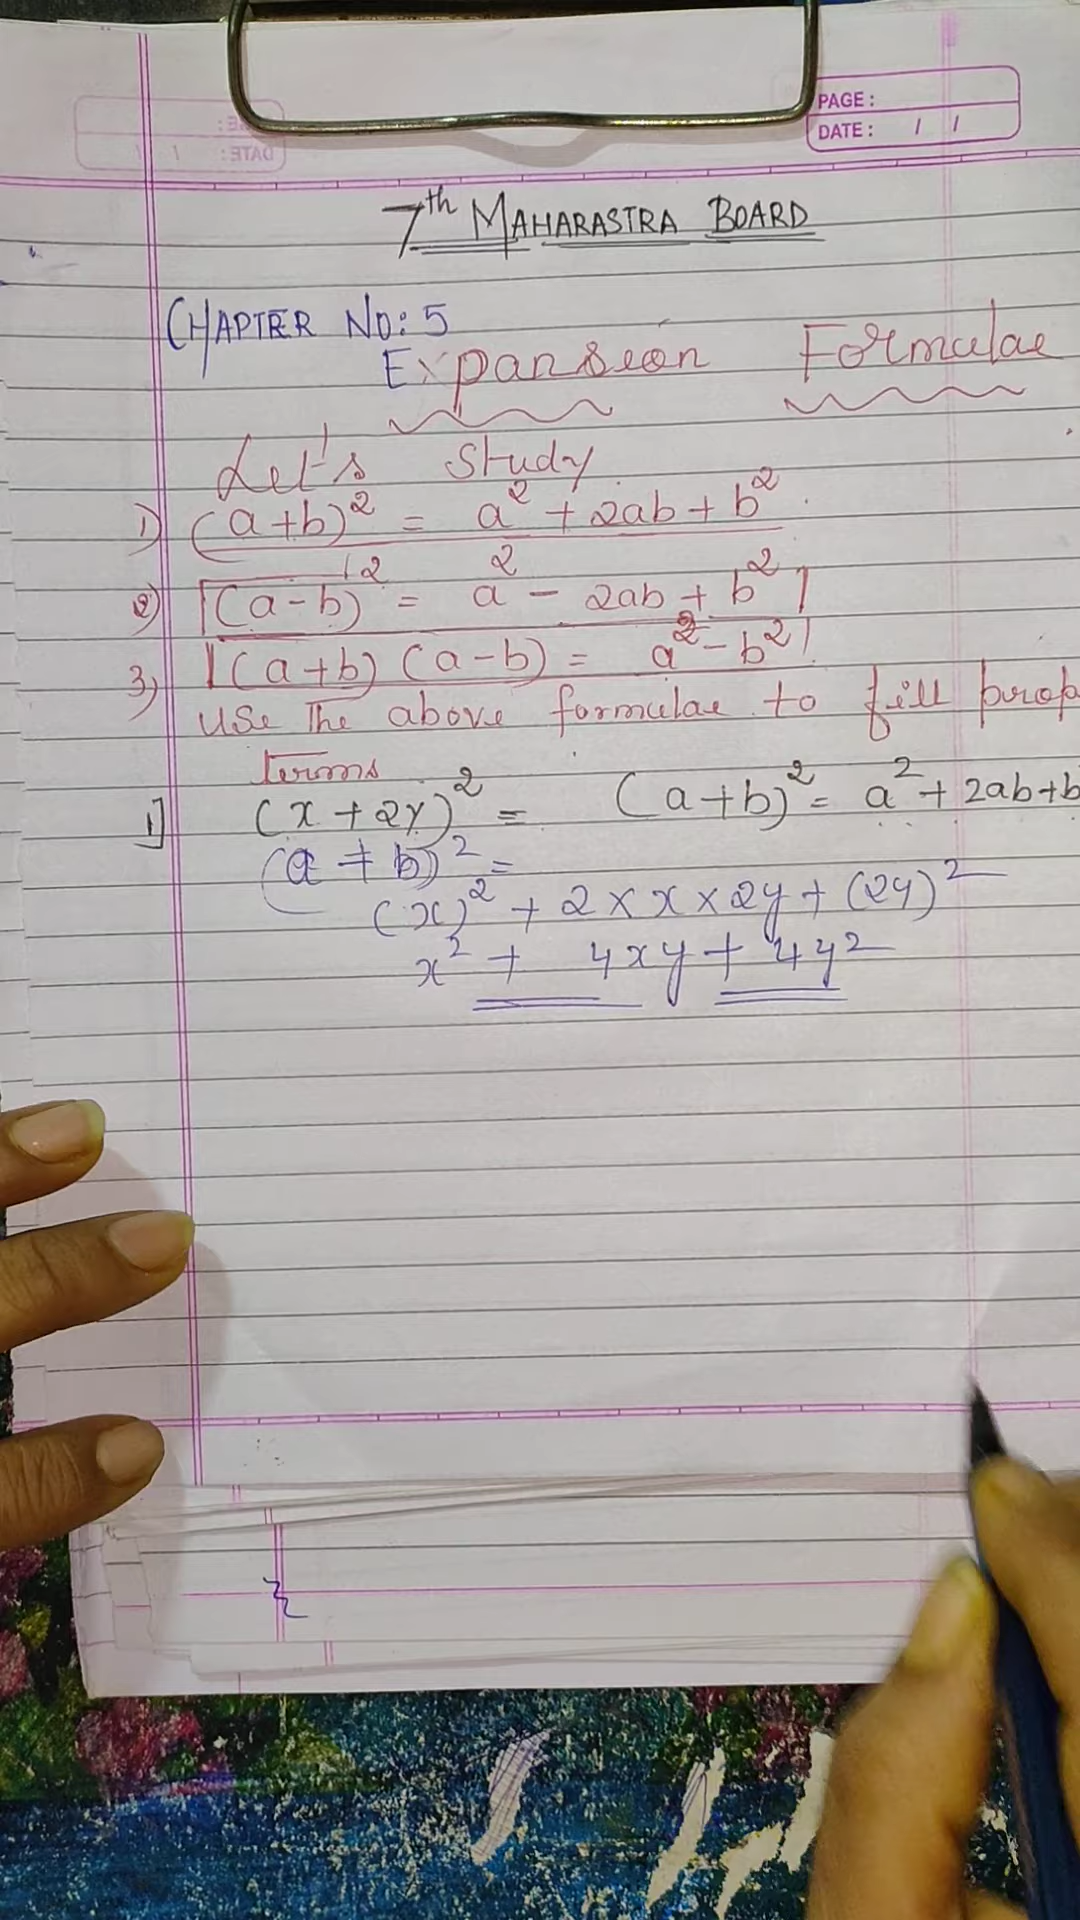 PAGE:
DATE: / /
7th MAHARASTRA BOARD
CHAPTER NO: 5
Expansion Formulae
Let's study
1) (a+b)² = a² + 2ab + b²
2) (a-b)² = a² - 2ab + b²
3) (a+b) (a-b) = a² - b²
Use The above formulae to fill
terms
1] (x + 2y)² = (a+b)² = a² + 2ab + b
(a + b)² =
(x)² + 2 × x × 2y + (2y)²
x² + 4xy + 4y²